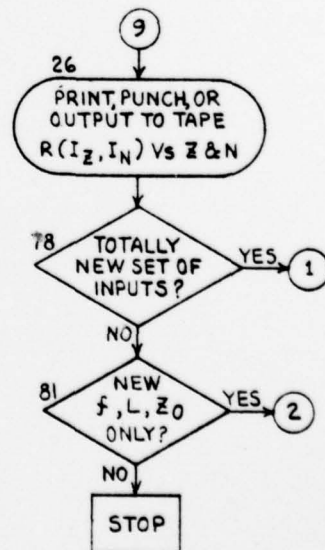 9
26
PRINT, PUNCH, OR
OUTPUT TO TAPE
R(I_Z, I_N) Vs Z & N
78
TOTALLY
NEW SET OF
INPUTS?
YES
1
NO
81
NEW
f, L, Z_0
ONLY?
YES
2
NO
STOP